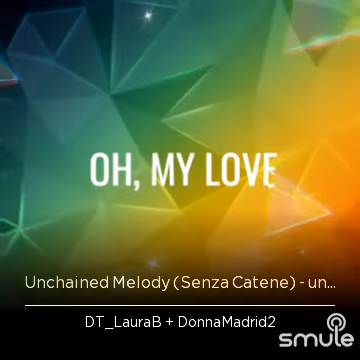 OH, MY LOVE
Unchained Melody (Senza Catene) - un...
DT_LauraB + DonnaMadrid2
smule